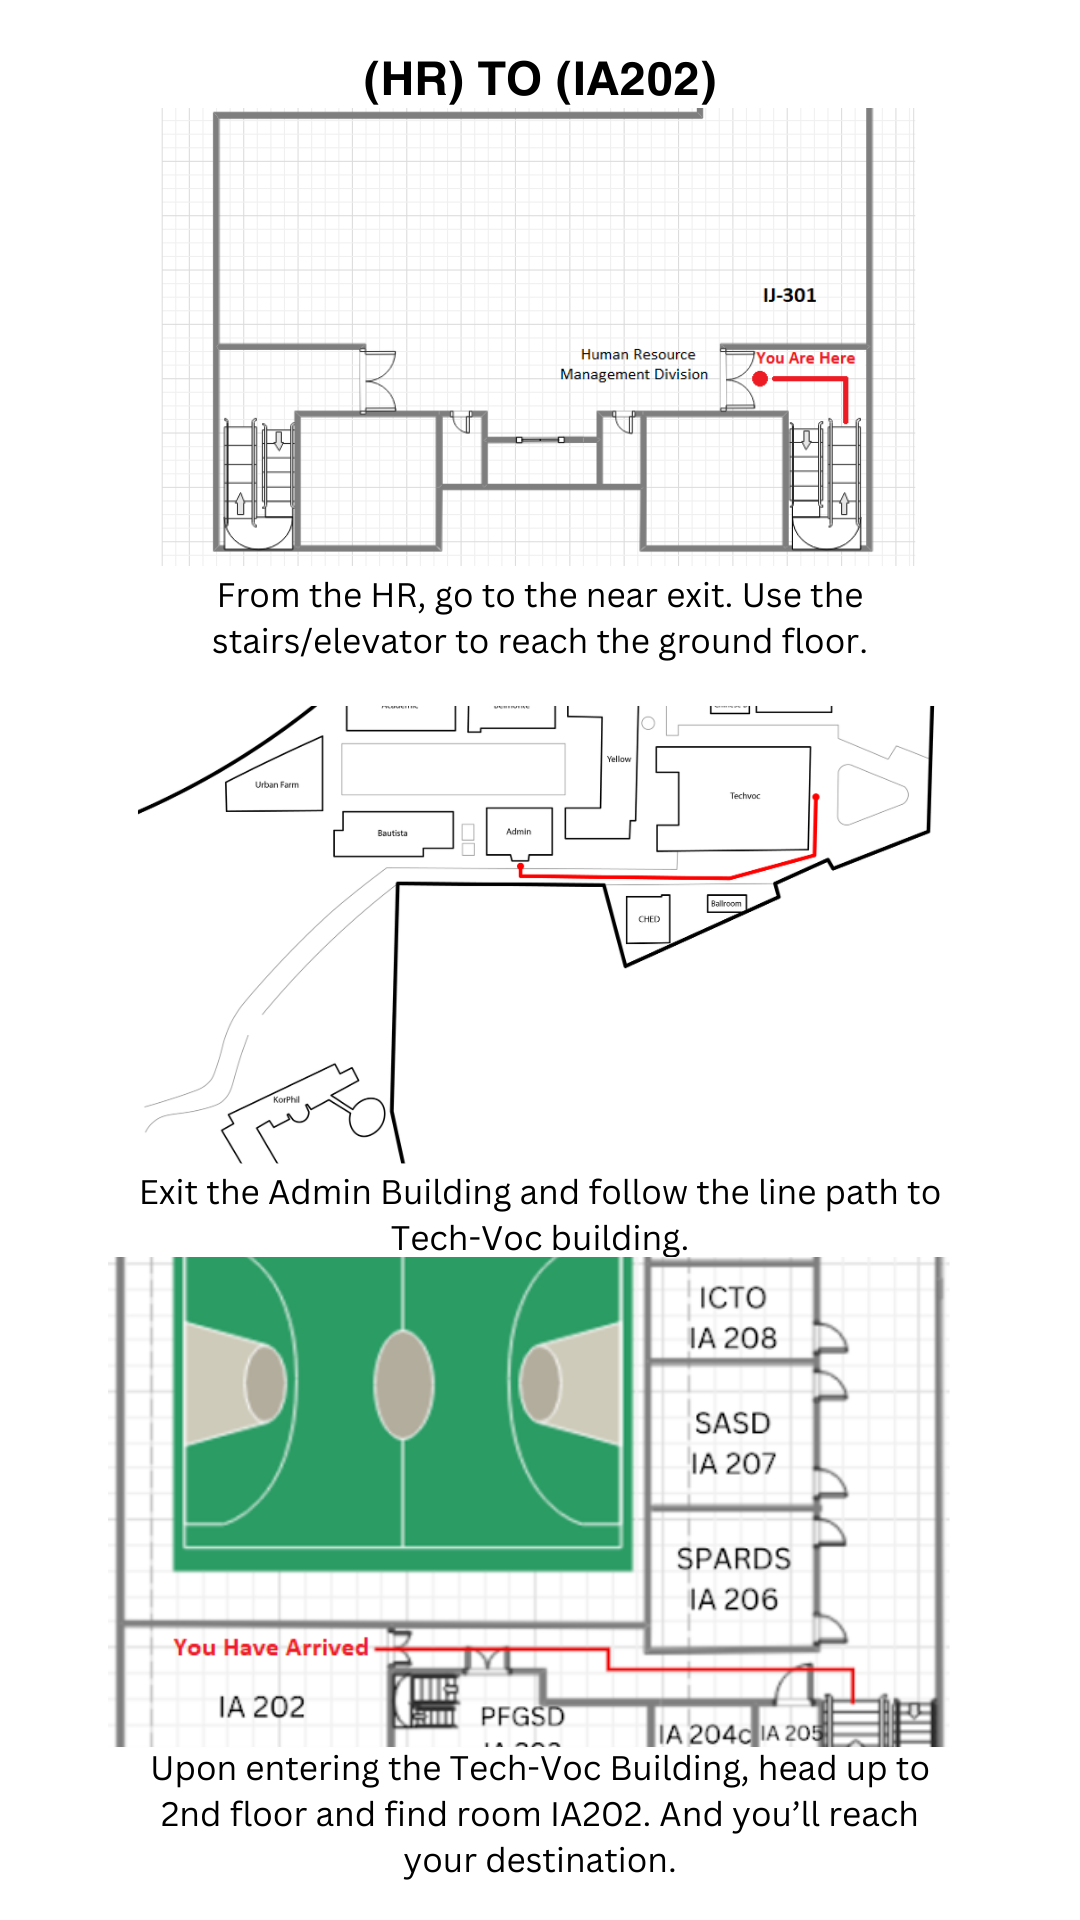 (HR) TO (IA202)
IJ-301
Human Resource
Management Division
You Are Here
From the HR, go to the near exit. Use the
stairs/elevator to reach the ground floor.
Academic
Belmonte
Yellow
Urban Farm
Techvoc
Bautista
Admin
CHED
Ballroom
KorPhil
Exit the Admin Building and follow the line path to
Tech-Voc building.
ICTO
IA 208
SASD
IA 207
SPARDS
IA 206
You Have Arrived
IA 202
PFGSD
IA 204c
IA 205
Upon entering the Tech-Voc Building, head up to
2nd floor and find room IA202. And you’ll reach
your destination.